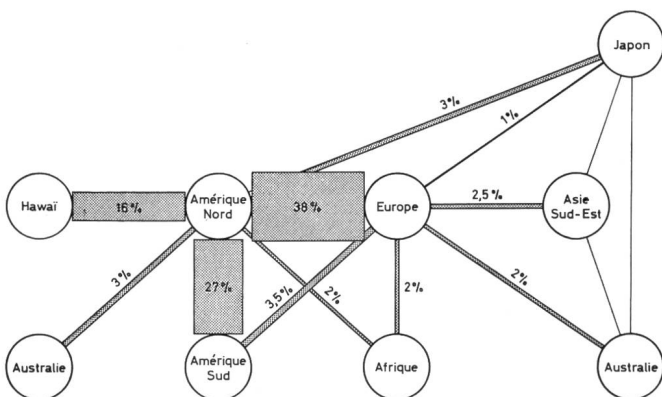 Japon
3%
1%
Hawaï
16%
Amérique
Nord
38%
Europe
2,5%
Asie
Sud-Est
3%
27%
3,5%
2%
2%
2%
Australie
Amérique
Sud
Afrique
Australie